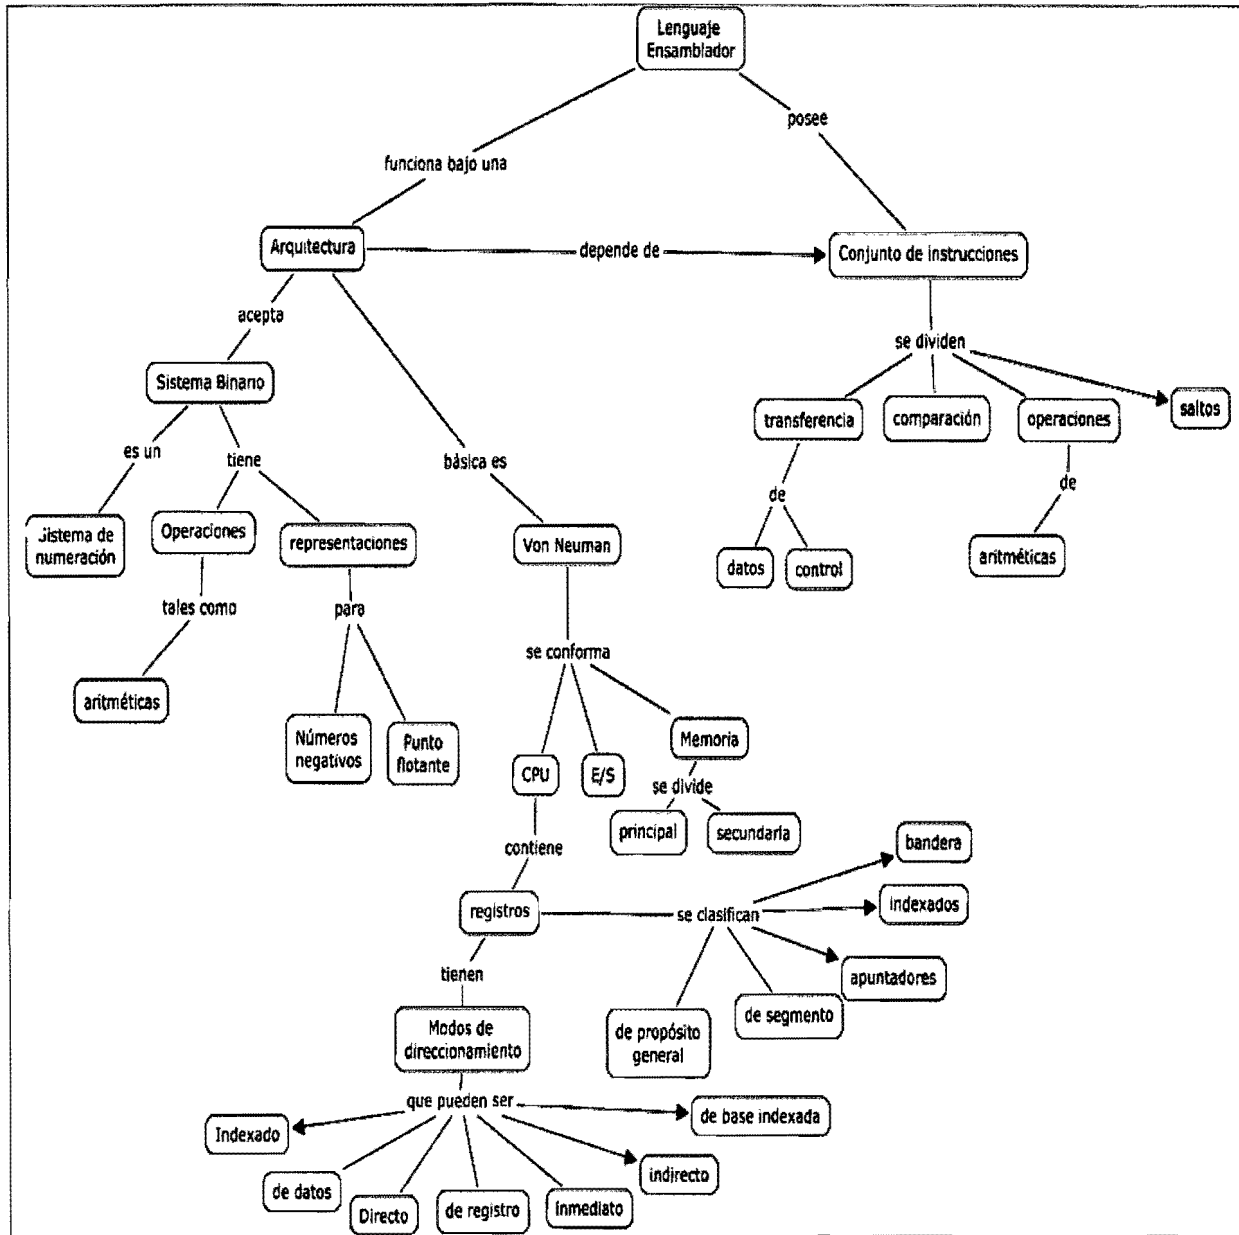 Lenguaje
Ensamblador
posee
funciona bajo una
Arquitectura
depende de
Conjunto de instrucciones
acepta
se dividen
Sistema Binario
transferencia
comparación
operaciones
saltos
es un
tiene
básica es
de
de
Sistema de
numeración
Operaciones
representaciones
Von Neuman
datos
control
aritméticas
tales como
para
se conforma
aritméticas
Números
negativos
Punto
flotante
Memoria
CPU
E/S
se divide
principal
secundaria
contiene
bandera
registros
se clasifican
indexados
tienen
apuntadores
Modos de
direccionamiento
de propósito
general
de segmento
que pueden ser
de base indexada
Indexado
indirecto
de datos
Directo
de registro
inmediato